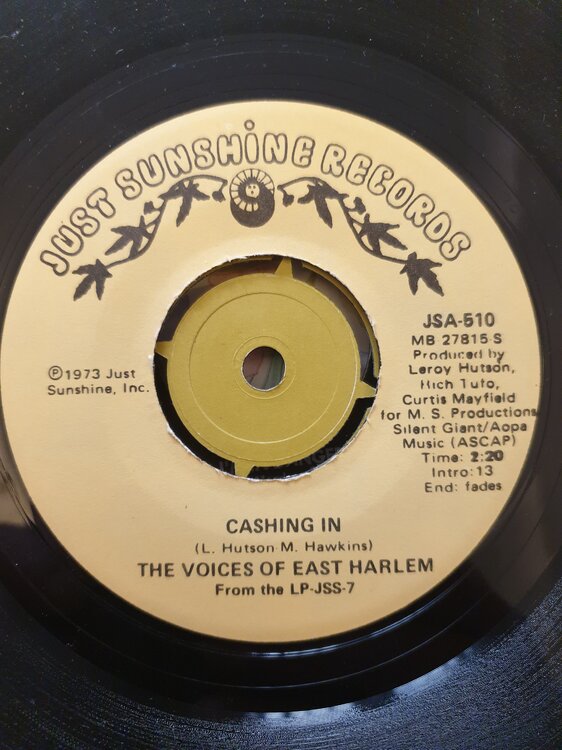 JUST SUNSHINE RECORDS
JSA-510
MB 27815 S
Produced by
Leroy Hutson,
Rich Tufo,
Curtis Mayfield
for M. S. Productions
Silent Giant/Aopa
Music (ASCAP)
Time: 2:20
Intro: 13
End: fades
℗1973 Just
Sunshine, Inc.
CASHING IN
(L. Hutson-M. Hawkins)
THE VOICES OF EAST HARLEM
From the LP-JSS-7